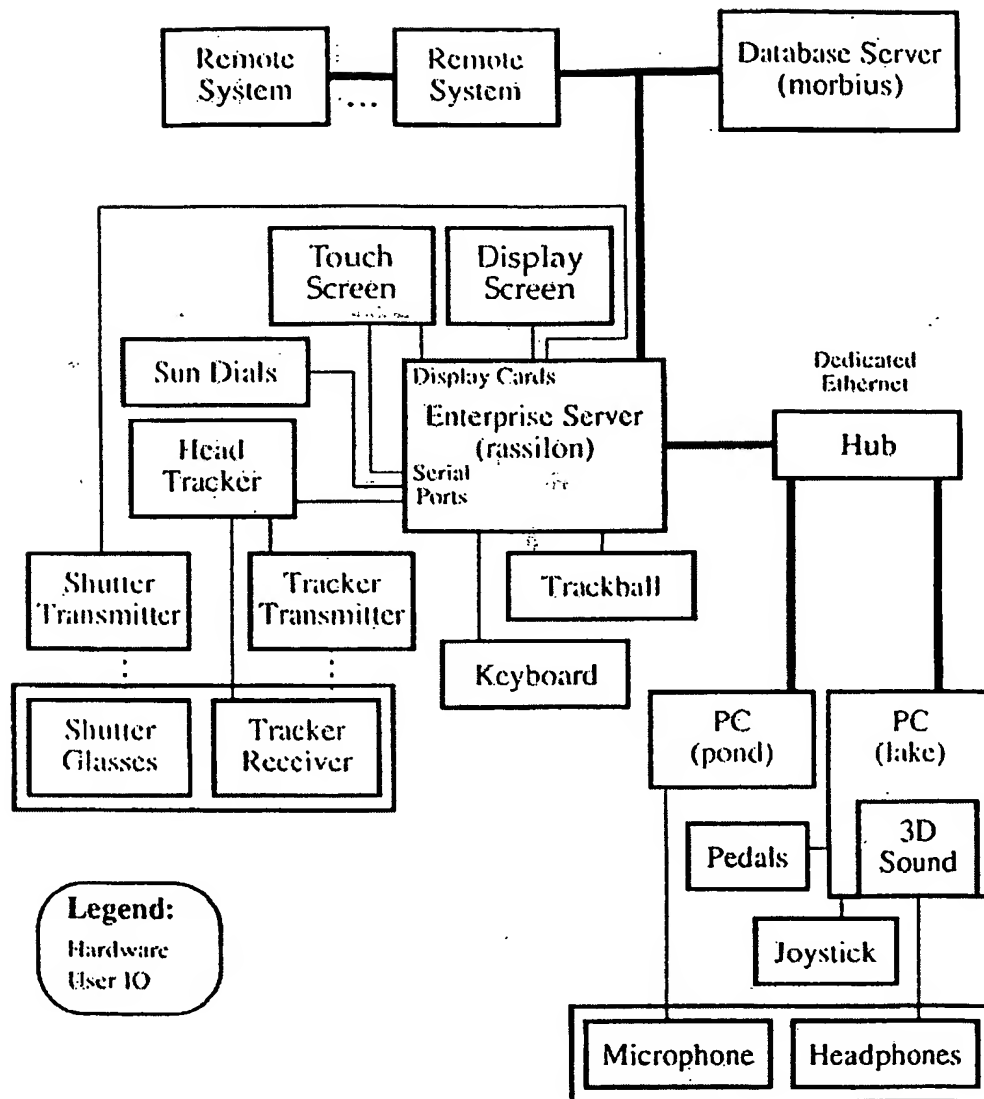 Remote
System
...
Remote
System
Database Server
(morbius)
Touch
Screen
Display
Screen
Sun Dials
Display Cards
Enterprise Server
(rassilon)
Serial
Ports
Dedicated
Ethernet
Hub
Head
Tracker
Shutter
Transmitter
Tracker
Transmitter
Trackball
Keyboard
Shutter
Glasses
Tracker
Receiver
PC
(pond)
PC
(lake)
Pedals
3D
Sound
Joystick
Legend:
Hardware
User IO
Microphone
Headphones